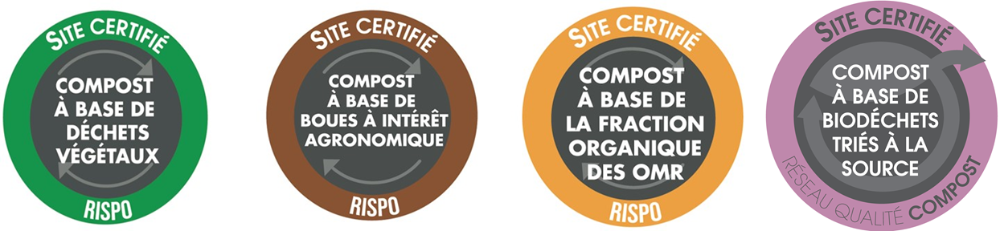 SITE CERTIFIÉ
COMPOST
À BASE DE
DÉCHETS
VÉGÉTAUX
RISPO
SITE CERTIFIÉ
COMPOST
À BASE DE
BOUES À INTÉRÊT
AGRONOMIQUE
RISPO
SITE CERTIFIÉ
COMPOST
À BASE DE
LA FRACTION
ORGANIQUE
DES OMR
RISPO
SITE CERTIFIÉ
COMPOST
À BASE DE
BIODÉCHETS
TRIÉS À LA
SOURCE
RÉSEAU QUALITÉ COMPOST